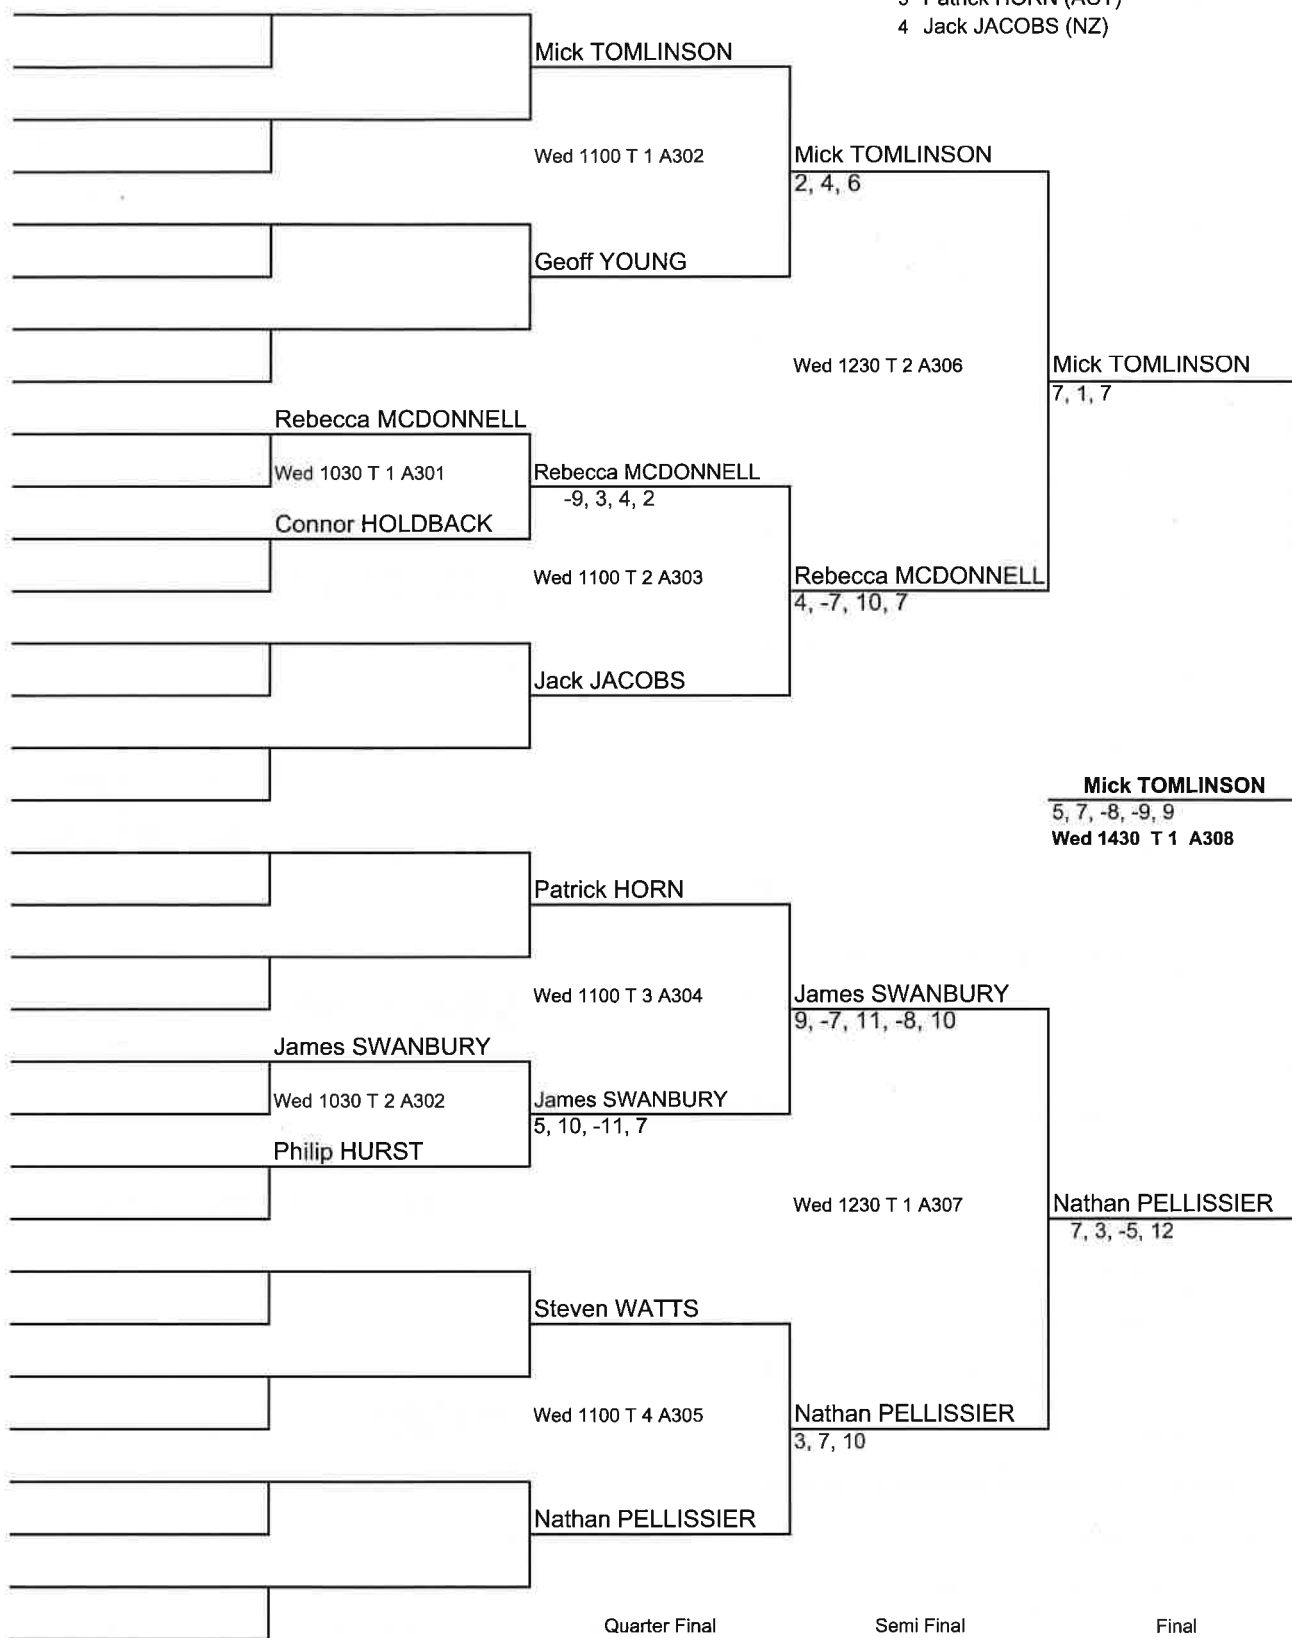 3 Patrick HORN (AUT)
4 Jack JACOBS (NZ)
Mick TOMLINSON
Wed 1100 T 1 A302
Mick TOMLINSON
2, 4, 6
Geoff YOUNG
Wed 1230 T 2 A306
Mick TOMLINSON
7, 1, 7
Rebecca MCDONNELL
Wed 1030 T 1 A301
Rebecca MCDONNELL
-9, 3, 4, 2
Connor HOLDBACK
Wed 1100 T 2 A303
Rebecca MCDONNELL
4, -7, 10, 7
Jack JACOBS
Mick TOMLINSON
5, 7, -8, -9, 9
Wed 1430 T 1 A308
Patrick HORN
Wed 1100 T 3 A304
James SWANBURY
9, -7, 11, -8, 10
James SWANBURY
Wed 1030 T 2 A302
James SWANBURY
5, 10, -11, 7
Philip HURST
Wed 1230 T 1 A307
Nathan PELLISSIER
7, 3, -5, 12
Steven WATTS
Wed 1100 T 4 A305
Nathan PELLISSIER
3, 7, 10
Nathan PELLISSIER
Quarter Final
Semi Final
Final